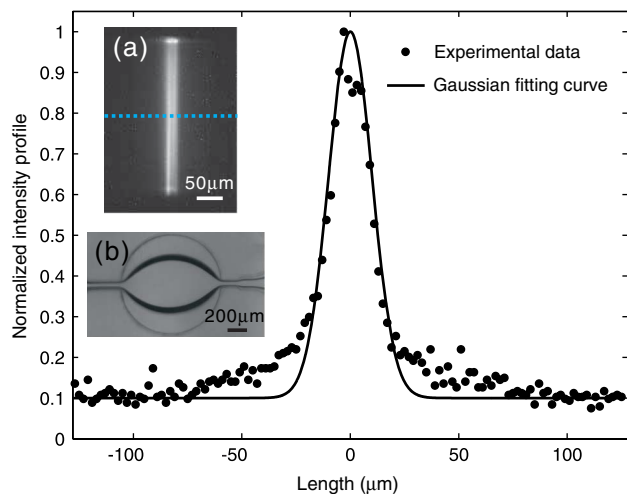 Normalized intensity profile
1
0.9
0.8
0.7
0.6
0.5
0.4
0.3
0.2
0.1
0
(a)
50μm
(b)
200μm
Experimental data
Gaussian fitting curve
-100
-50
0
50
100
Length (μm)